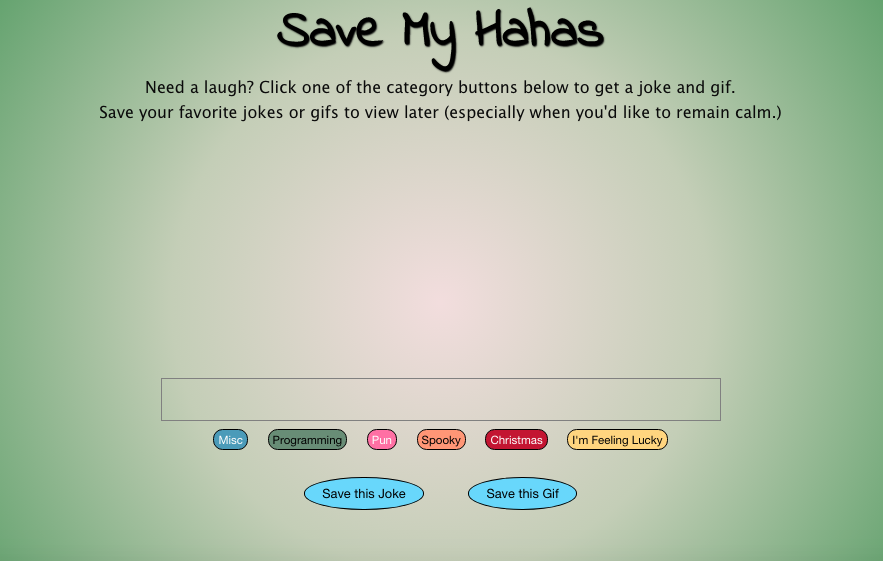 Save My Hahas
Need a laugh? Click one of the category buttons below to get a joke and gif.
Save your favorite jokes or gifs to view later (especially when you'd like to remain calm.)
Misc Programming Pun Spooky Christmas I'm Feeling Lucky
Save this Joke Save this Gif